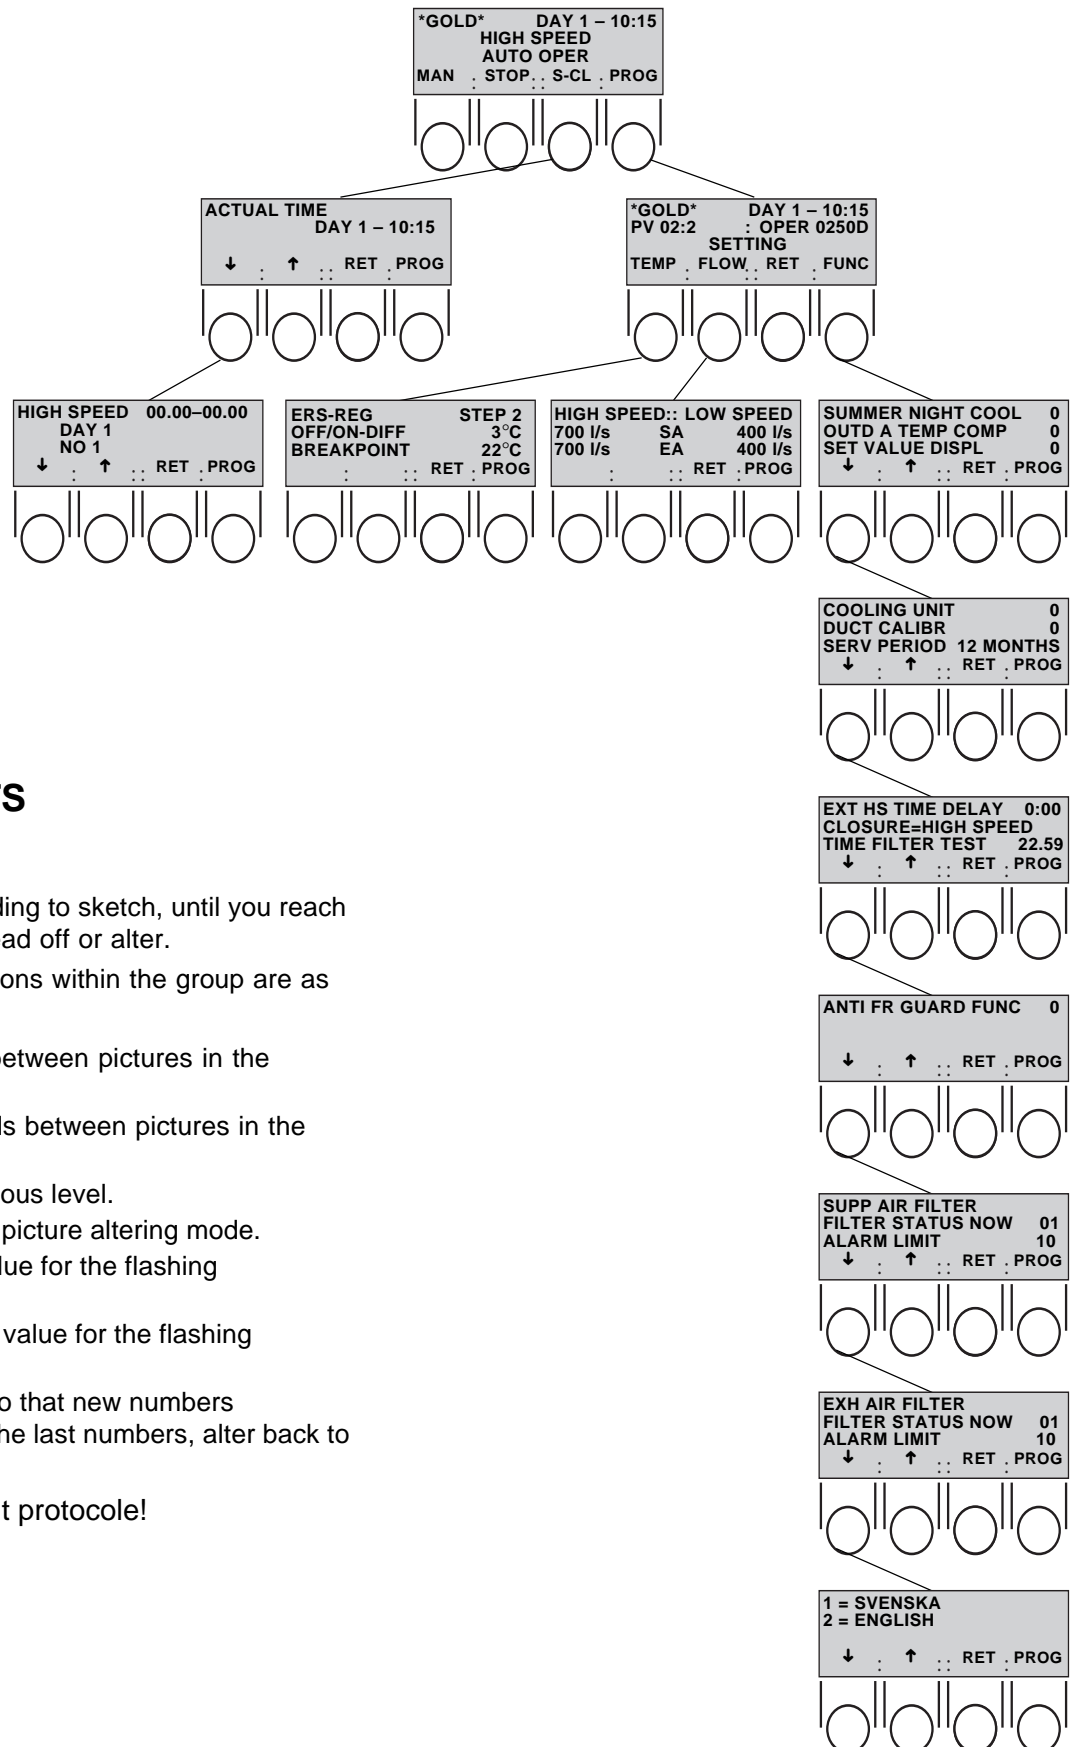 *GOLD* DAY 1 – 10:15
HIGH SPEED
AUTO OPER
MAN : STOP : : S-CL : PROG
ACTUAL TIME
DAY 1 – 10:15
↓ : ↑ : : RET : PROG
*GOLD* DAY 1 – 10:15
PV 02:2 : OPER 0250D
SETTING
TEMP : FLOW : : RET : FUNC
HIGH SPEED 00.00–00.00
DAY 1
NO 1
↓ : ↑ : : RET : PROG
ERS-REG STEP 2
OFF/ON-DIFF 3°C
BREAKPOINT 22°C
: : : RET : PROG
HIGH SPEED:: LOW SPEED
700 l/s SA 400 l/s
700 l/s EA 400 l/s
: : : RET : PROG
SUMMER NIGHT COOL 0
OUTD A TEMP COMP 0
SET VALUE DISPL 0
↓ : ↑ : : RET : PROG
COOLING UNIT 0
DUCT CALIBR 0
SERV PERIOD 12 MONTHS
↓ : ↑ : : RET : PROG
EXT HS TIME DELAY 0:00
CLOSURE=HIGH SPEED
TIME FILTER TEST 22.59
↓ : ↑ : : RET : PROG
ANTI FR GUARD FUNC 0
↓ : ↑ : : RET : PROG
SUPP AIR FILTER
FILTER STATUS NOW 01
ALARM LIMIT 10
↓ : ↑ : : RET : PROG
EXH AIR FILTER
FILTER STATUS NOW 01
ALARM LIMIT 10
↓ : ↑ : : RET : PROG
1 = SVENSKA
2 = ENGLISH
↓ : ↑ : : RET : PROG
TS
ding to sketch, until you reach
ad off or alter.
ons within the group are as
between pictures in the
ds between pictures in the
ous level.
picture altering mode.
lue for the flashing
value for the flashing
o that new numbers
he last numbers, alter back to
t protocole!